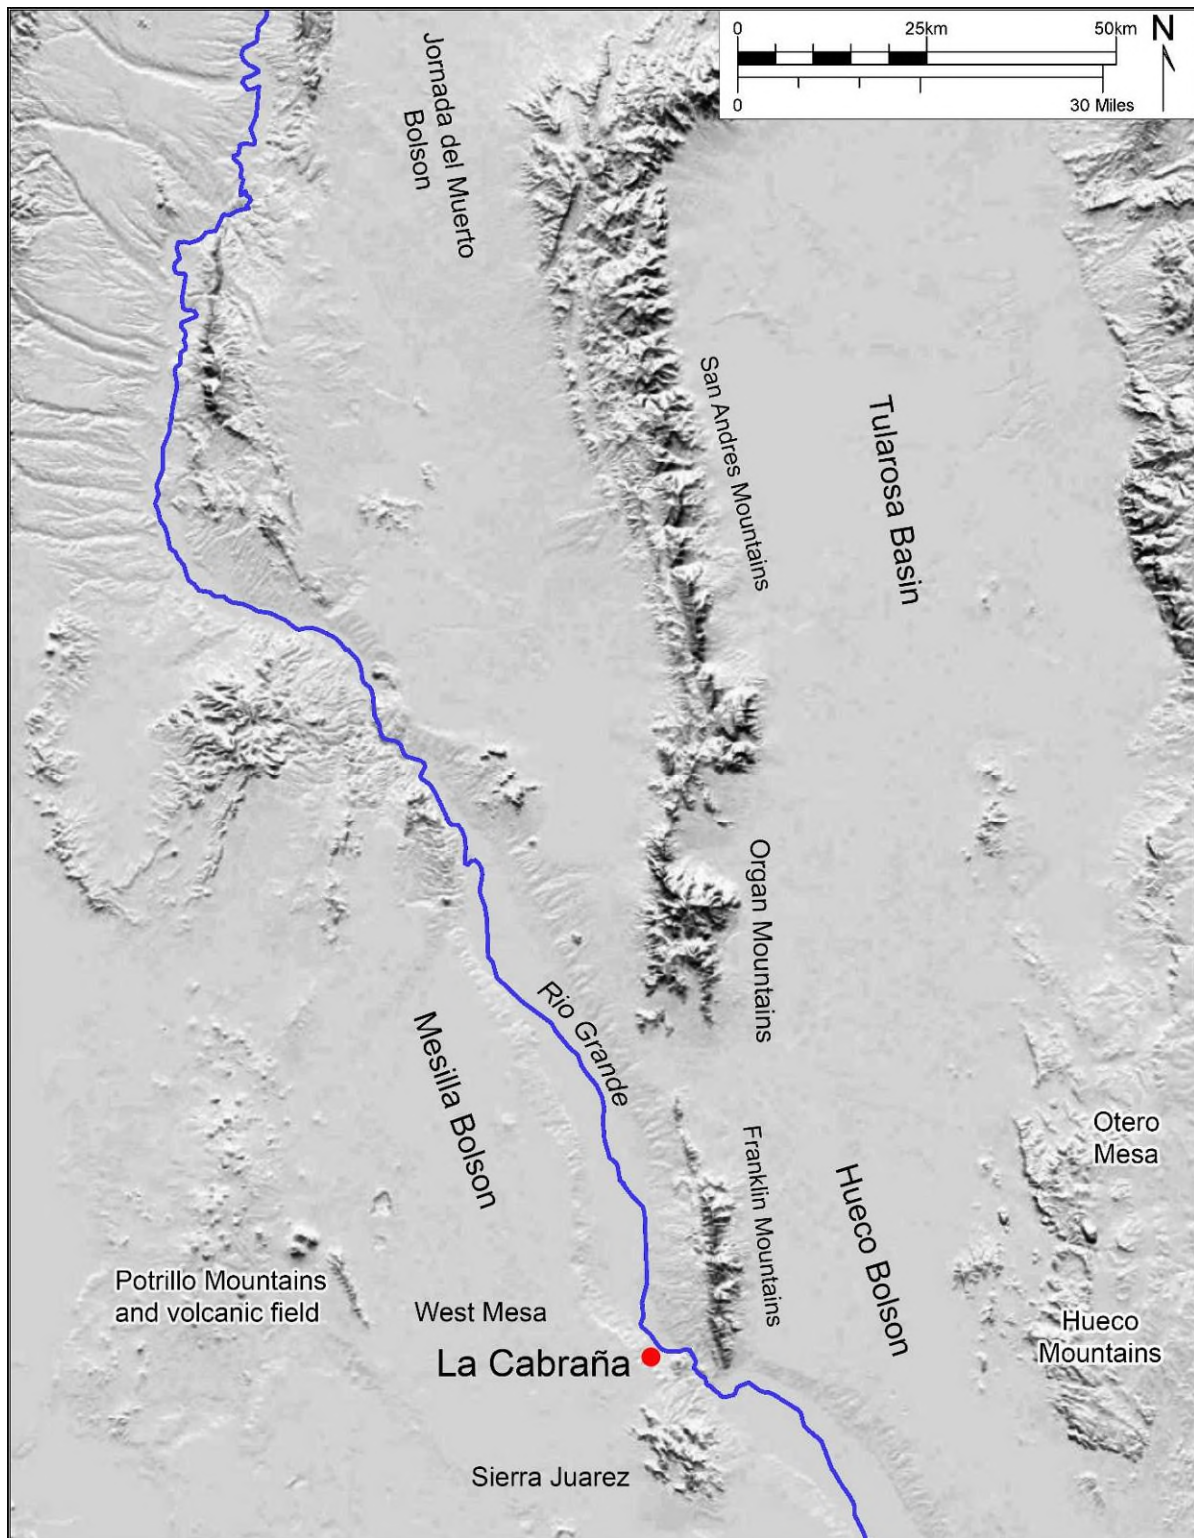 0 25km 50km N
0 30 Miles
Jornada del Muerto
Bolson
San Andres Mountains
Tularosa Basin
Organ Mountains
Rio Grande
Mesilla Bolson
Franklin Mountains
Hueco Bolson
Otero
Mesa
Potrillo Mountains
and volcanic field
West Mesa
La Cabraña
Hueco
Mountains
Sierra Juarez